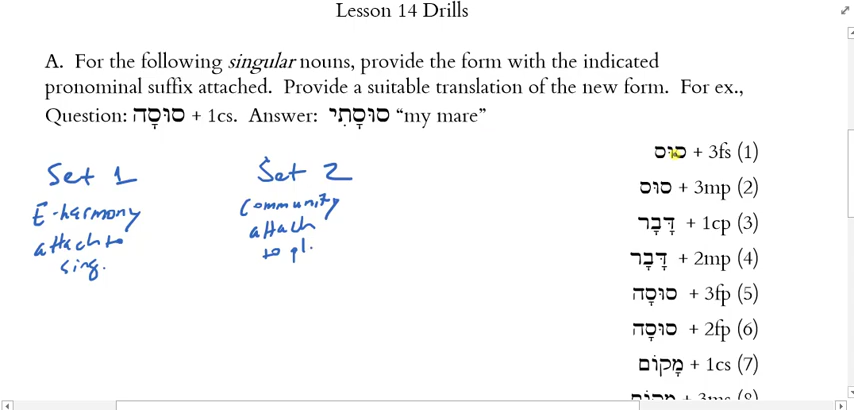 Lesson 14 Drills
A. For the following singular nouns, provide the form with the indicated
pronominal suffix attached. Provide a suitable translation of the new form. For ex.,
Question: סוּסָה + 1cs. Answer: סוּסָתִי “my mare”
Set 1
E-harmony
attach to
sing.
Set 2
Community
attach
to pl.
סוּס + 3fs (1)
סוּס + 3mp (2)
דָּבָר + 1cp (3)
דָּבָר + 2mp (4)
סוּסָה + 3fp (5)
סוּסָה + 2fp (6)
מָקוֹם + 1cs (7)